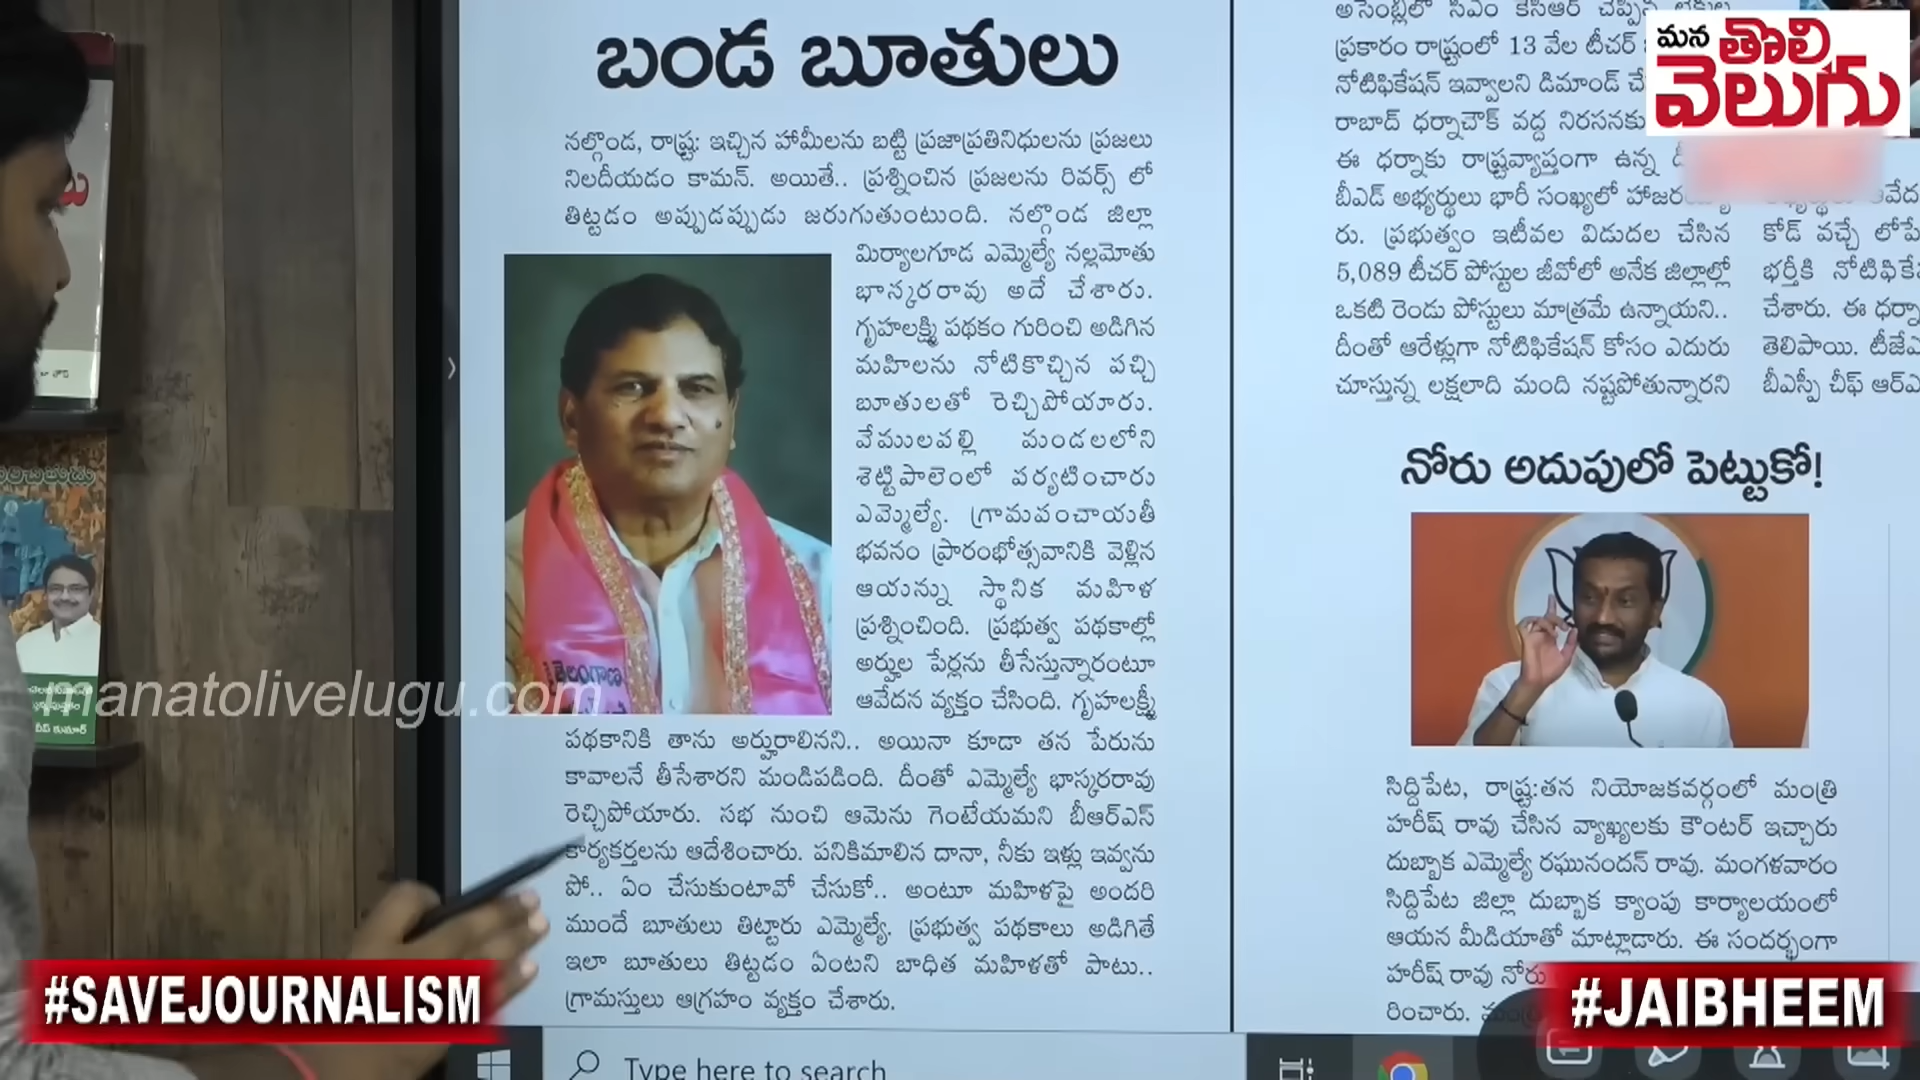 బండ బూతులు
నల్గొండ, రాష్ట్ర: ఇచ్చిన హామీలను బట్టి ప్రజాప్రతినిధులను ప్రజలు
నిలదీయడం కామన్. అయితే.. ప్రశ్నించిన ప్రజలను రివర్స్ లో
తిట్టడం అప్పుడప్పుడు జరుగుతుంటుంది. నల్గొండ జిల్లా
మిర్యాలగూడ ఎమ్మెల్యే నల్లమోతు
భాస్కరరావు అదే చేశారు.
గృహలక్ష్మి పథకం గురించి అడిగిన
మహిలను నోటికొచ్చిన పచ్చి
బూతులతో రెచ్చిపోయారు.
వేములవల్లి మండలలోని
శెట్టిపాలెంలో పర్యటించారు
ఎమ్మెల్యే. గ్రామపంచాయతీ
భవనం ప్రారంభోత్సవానికి వెళ్లిన
ఆయన్ను స్థానిక మహిళ
ప్రశ్నించింది. ప్రభుత్వ పథకాల్లో
అర్హుల పేర్లను తీసేస్తున్నారంటూ
ఆవేదన వ్యక్తం చేసింది. గృహలక్ష్మీ
పథకానికి తాను అర్హురాలినని.. అయినా కూడా తన పేరును
కావాలనే తీసేశారని మండిపడింది. దీంతో ఎమ్మెల్యే భాస్కరరావు
రెచ్చిపోయారు. సభ నుంచి ఆమెను గెంటేయమని బీఆర్ఎస్
కార్యకర్తలను ఆదేశించారు. పనికిమాలిన దానా, నీకు ఇళ్లు ఇవ్వను
పో.. ఏం చేసుకుంటావో చేసుకో.. అంటూ మహిళపై అందరి
ముందే బూతులు తిట్టారు ఎమ్మెల్యే. ప్రభుత్వ పథకాలు అడిగితే
ఇలా బూతులు తిట్టడం ఏంటని బాధిత మహిళతో పాటు..
గ్రామస్తులు ఆగ్రహం వ్యక్తం చేశారు.
తెలంగాణ
manatolivelugu.com
అసెంబ్లీలో సీఎం కేసీఆర్ చెప్పిన లెక్కల
ప్రకారం రాష్ట్రంలో 13 వేల టీచర్
నోటిఫికేషన్ ఇవ్వాలని డిమాండ్
రాబాద్ ధర్నాచౌక్ వద్ద
ఈ ధర్నాకు రాష్ట్రవ్యాప్తంగా ఉన్న
బీఎడ్ అభ్యర్థులు భారీ సంఖ్యలో
రు. ప్రభుత్వం ఇటీవల విడుదల చేసిన
5,089 టీచర్ పోస్టుల జీవోలో అనేక జిల్లాల్లో
ఒకటి రెండు పోస్టులు మాత్రమే ఉన్నాయని..
దీంతో ఆరేళ్లుగా నోటిఫికేషన్ కోసం ఎదురు
చూస్తున్న లక్షలాది మంది నష్టపోతున్నారని
కోడ్ వచ్చే
భర్తీకి
చేశారు. ఈ
తెలిపాయి.
బీఎస్పీ చీఫ్
మన తొలి
వెలుగు
నోరు అదుపులో పెట్టుకో!
సిద్దిపేట, రాష్ట్ర:తన నియోజకవర్గంలో మంత్రి
హరీష్ రావు చేసిన వ్యాఖ్యలకు కౌంటర్ ఇచ్చారు
దుబ్బాక ఎమ్మెల్యే రఘునందన్ రావు. మంగళవారం
సిద్దిపేట జిల్లా దుబ్బాక క్యాంపు కార్యాలయంలో
ఆయన మీడియాతో మాట్లాడారు. ఈ సందర్భంగా
హరీష్ రావు నోరు
రించారు.
#SAVEJOURNALISM
#JAIBHEEM
Type here to search